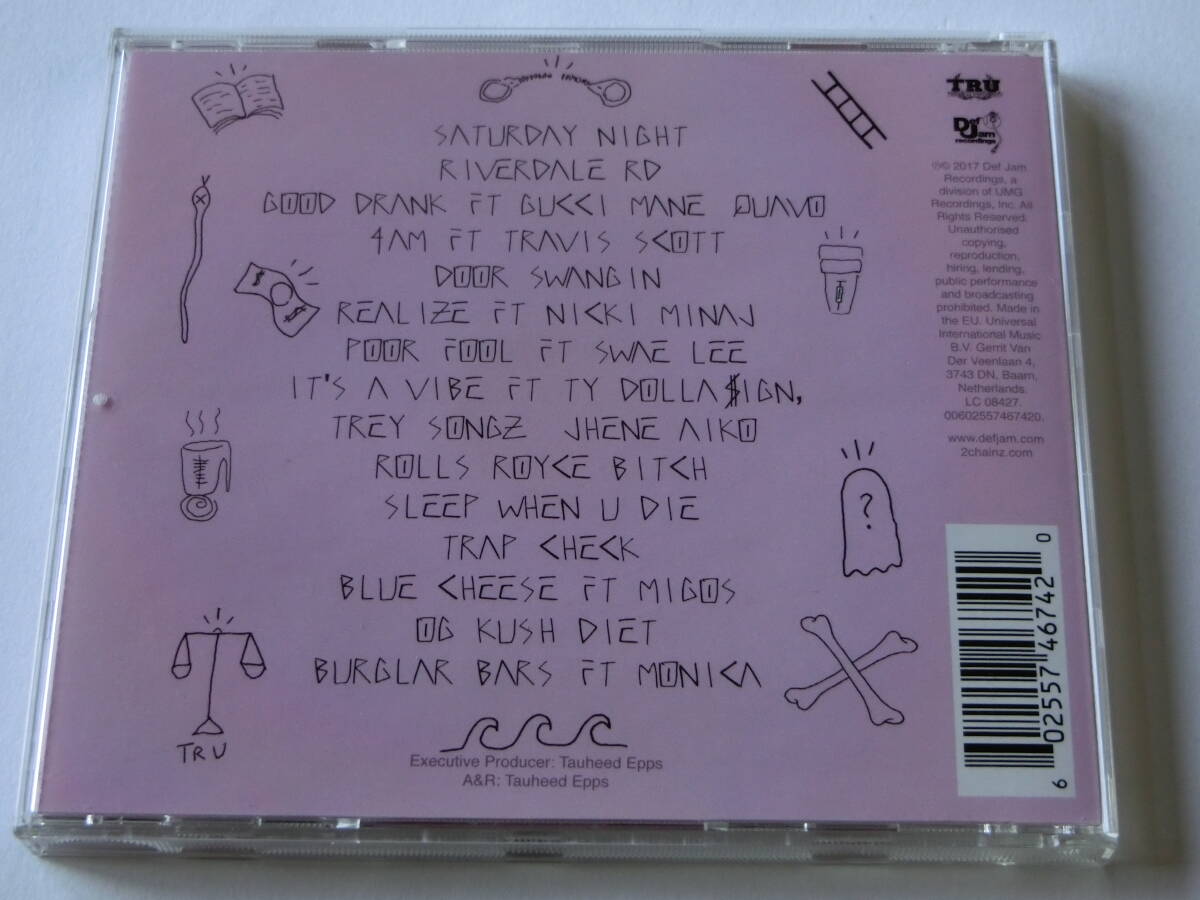 SATURDAY NIGHT
RIVERDALE RD
GOOD DRANK FT GUCCI MANE QUAVO
4AM FT TRAVIS SCOTT
DOOR SWANGIN
REALIZE FT NICKI MINAJ
POOR FOOL FT SWAE LEE
IT'S A VIBE FT TY DOLLA $IGN,
TREY SONGZ JHENE AIKO
ROLLS ROYCE BITCH
SLEEP WHEN U DIE
TRAP CHECK
BLUE CHEESE FT MIGOS
OG KUSH DIET
BURGLAR BARS FT MONICA
$
$
?
TRU
Executive Producer: Tauheed Epps
A&R: Tauheed Epps
TRU
Def
Jam
recordings
℗© 2017 Def Jam
Recordings, a
division of UMG
Recordings, Inc. All
Rights Reserved.
Unauthorised
copying,
reproduction,
hiring, lending,
public performance
and broadcasting
prohibited. Made in
the EU. Universal
International Music
B.V. Gerrit Van
Der Veenlaan 4,
3743 DN, Baarn,
Netherlands.
LC 08427.
00602557467420.
www.defjam.com
2chainz.com
6 02557 46742 0